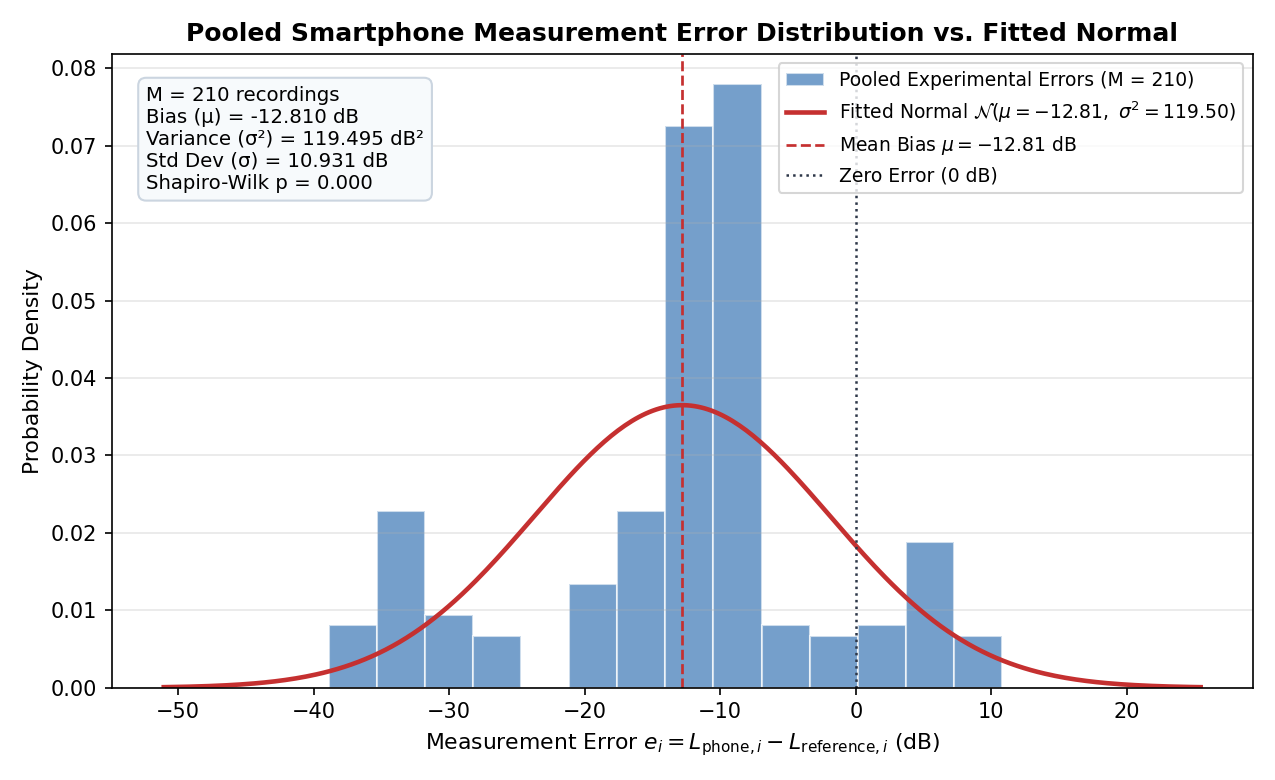 Pooled Smartphone Measurement Error Distribution vs. Fitted Normal
M = 210 recordings
Bias (μ) = -12.810 dB
Variance (σ²) = 119.495 dB²
Std Dev (σ) = 10.931 dB
Shapiro-Wilk p = 0.000
Pooled Experimental Errors (M = 210)
Fitted Normal 𝒩(μ = −12.81, σ² = 119.50)
Mean Bias μ = −12.81 dB
Zero Error (0 dB)
Probability Density
0.08
0.07
0.06
0.05
0.04
0.03
0.02
0.01
0.00
−50 −40 −30 −20 −10 0 10 20
Measurement Error e_i = L_phone, i − L_reference, i (dB)